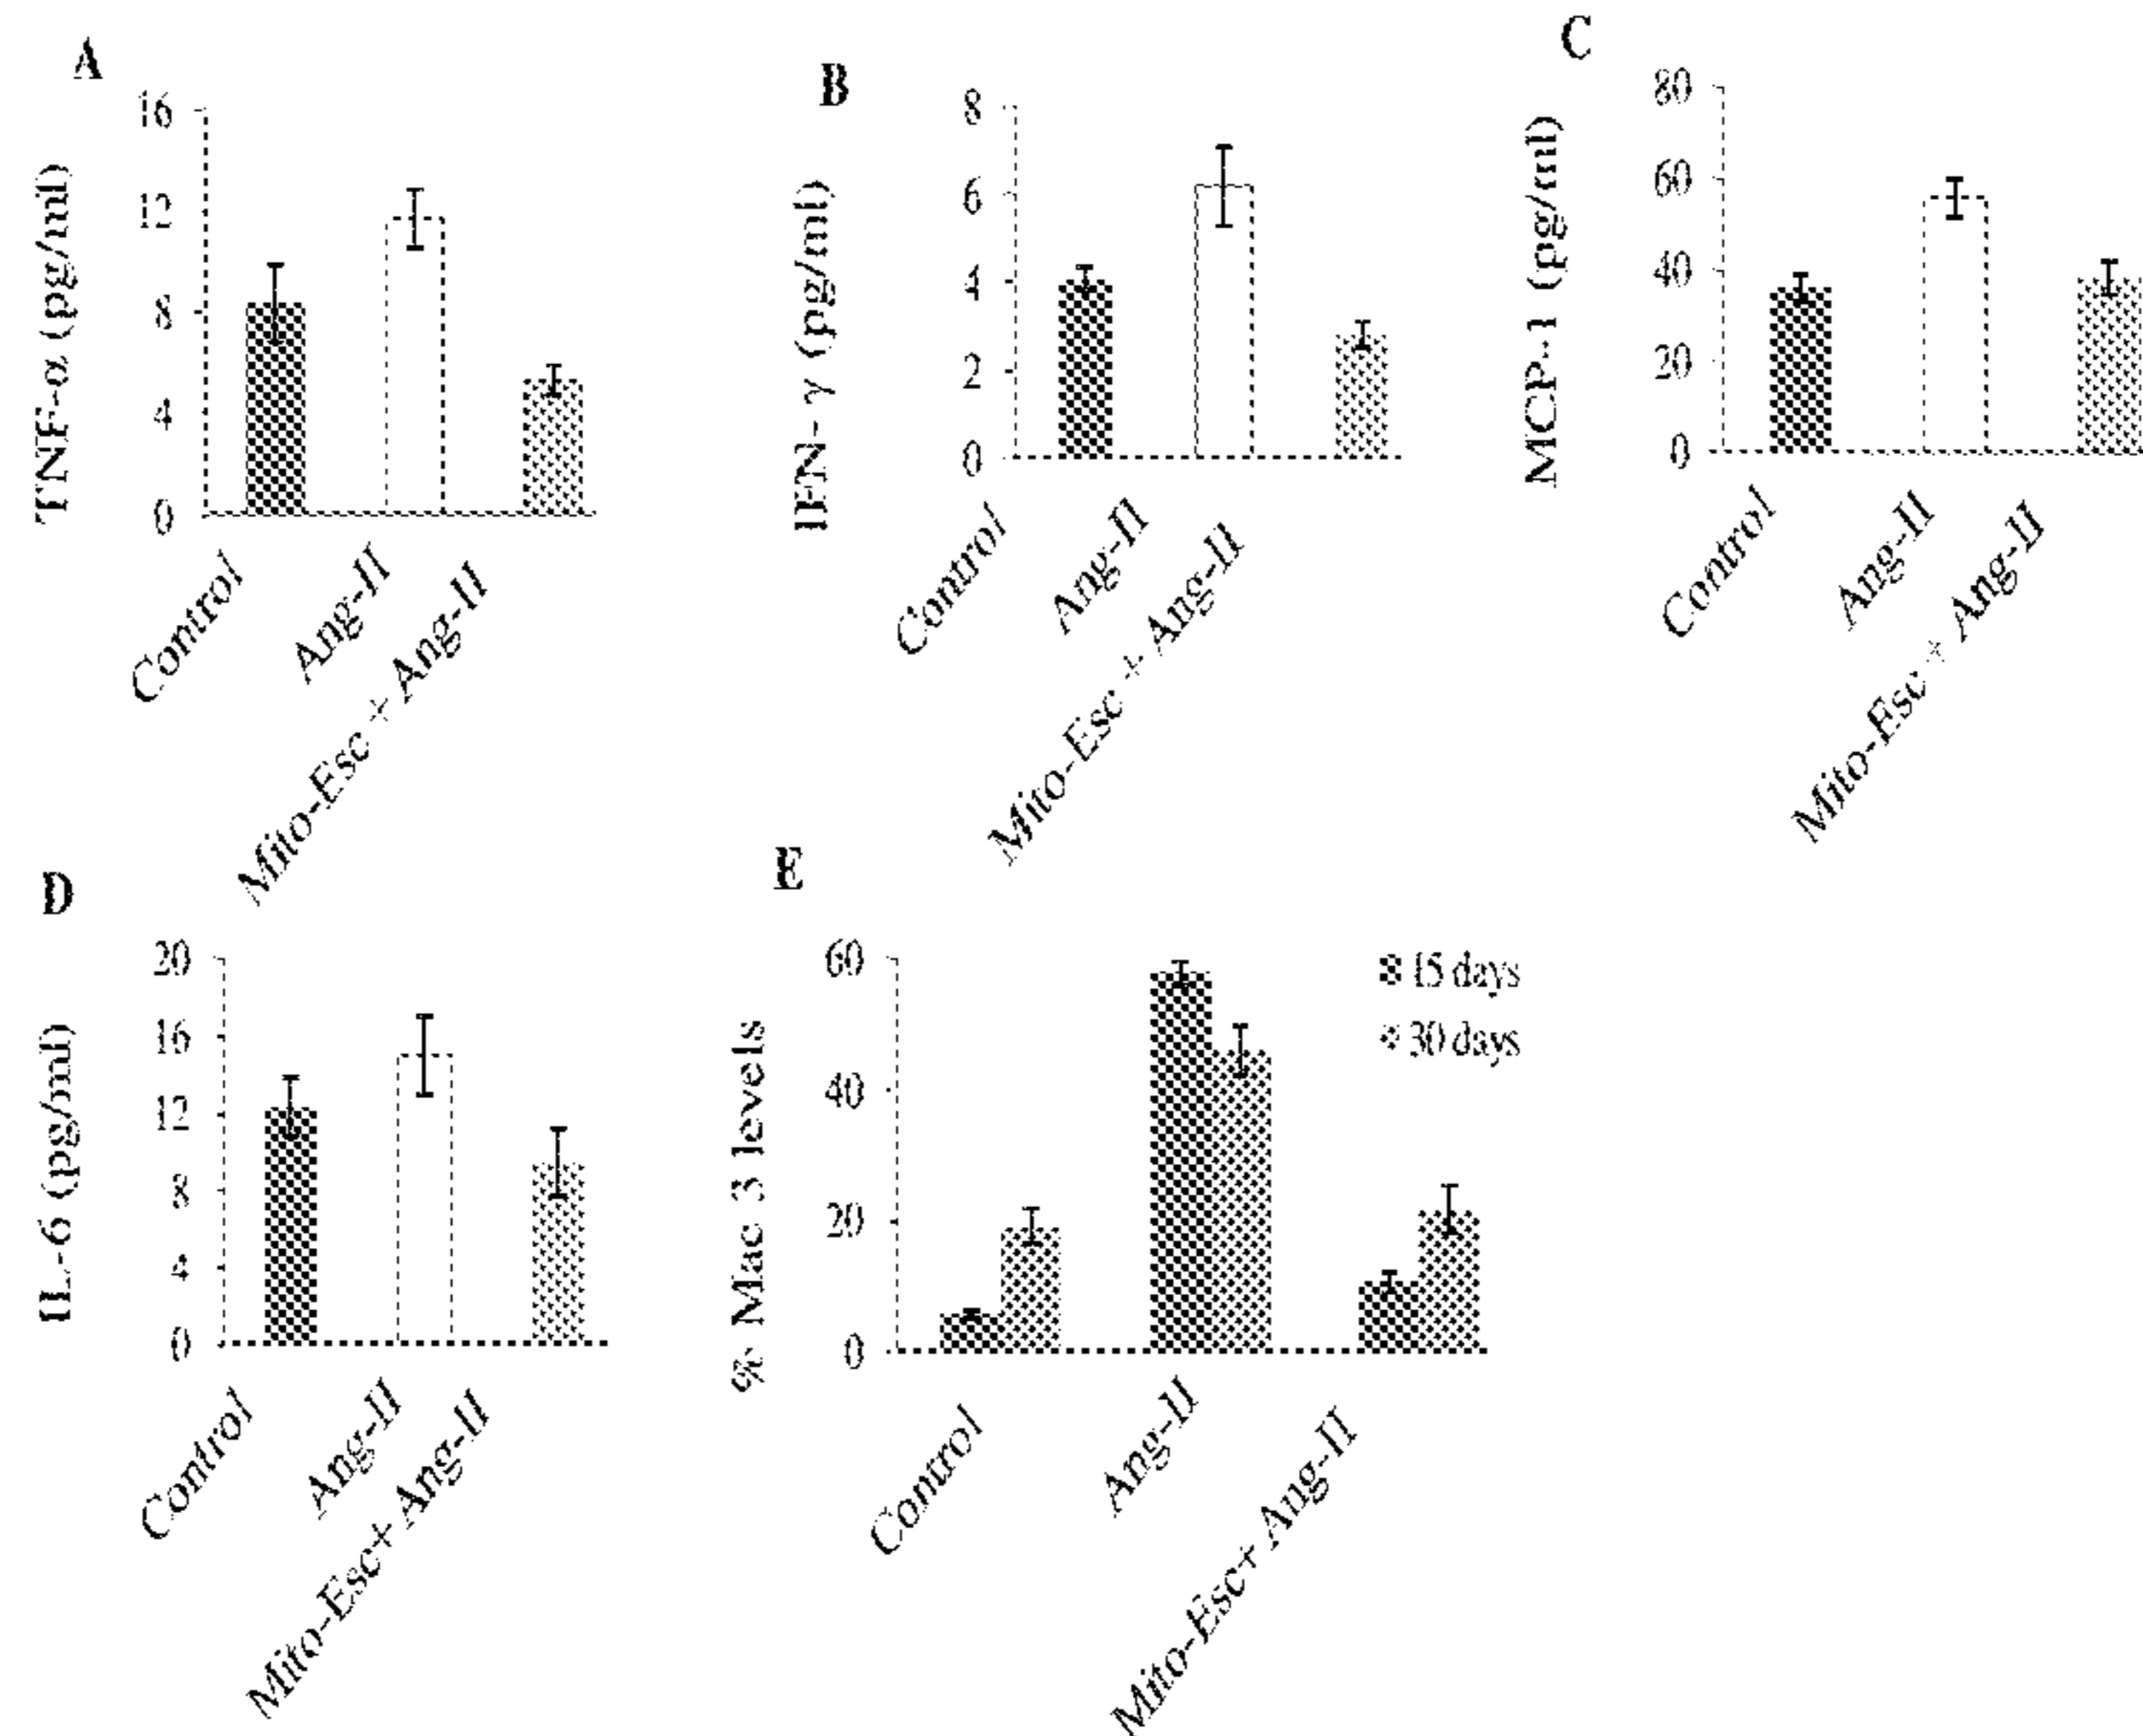 A
TNF-α (pg/ml)
16
12
8
4
0
Control
Ang-II
Mito-Esc + Ang-II
B
IFN- γ (pg/ml)
8
6
4
2
0
Control
Ang-II
Mito-Esc + Ang-II
C
MCP-1 (pg/ml)
80
60
40
20
0
Control
Ang-II
Mito-Esc + Ang-II
D
IL-6 (pg/ml)
20
16
12
8
4
0
Control
Ang-II
Mito-Esc+ Ang-II
E
% Mac 3 levels
60
40
20
0
15 days
30 days
Control
Ang-II
Mito-Esc+ Ang-II